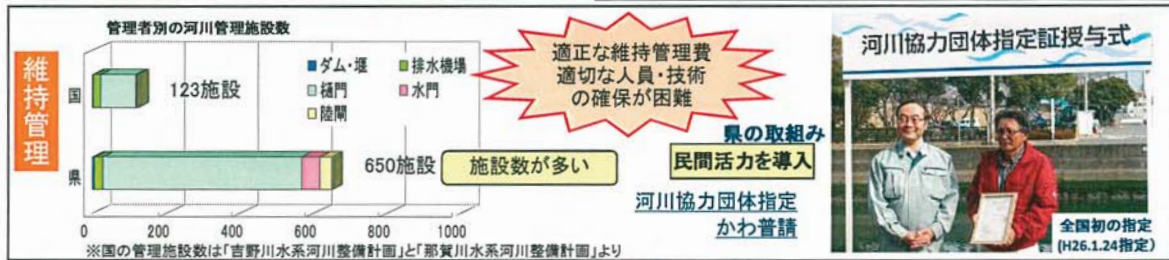 維持管理
管理者別の河川管理施設数
国
123施設
県
650施設
施設数が多い
■ダム・堰
■排水機場
■樋門
■水門
■陸閘
0 200 400 600 800 1000
※国の管理施設数は「吉野川水系河川整備計画」と「那賀川水系河川整備計画」より
適正な維持管理費
適切な人員・技術
の確保が困難
県の取組み
民間活力を導入
河川協力団体指定
かわ普請
河川協力団体指定証授与式
全国初の指定
(H26.1.24指定)